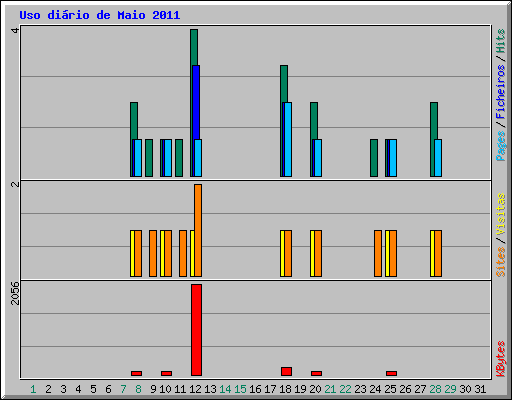 Uso diário de Maio 2011
4
2
2056
Pages / Ficheiros / Hits
Sites / Visitas
KBytes
1 2 3 4 5 6 7 8 9 10 11 12 13 14 15 16 17 18 19 20 21 22 23 24 25 26 27 28 29 30 31